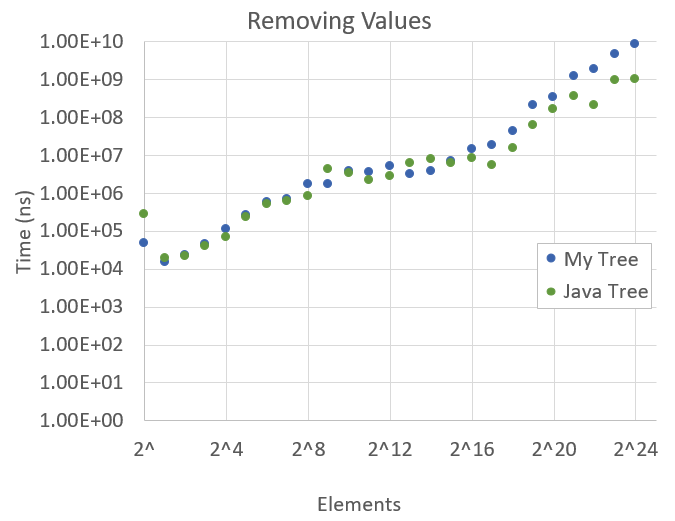 Removing Values
1.00E+10
1.00E+09
1.00E+08
1.00E+07
1.00E+06
1.00E+05
1.00E+04
1.00E+03
1.00E+02
1.00E+01
1.00E+00
Time (ns)
My Tree
Java Tree
2^ 2^4 2^8 2^12 2^16 2^20 2^24
Elements